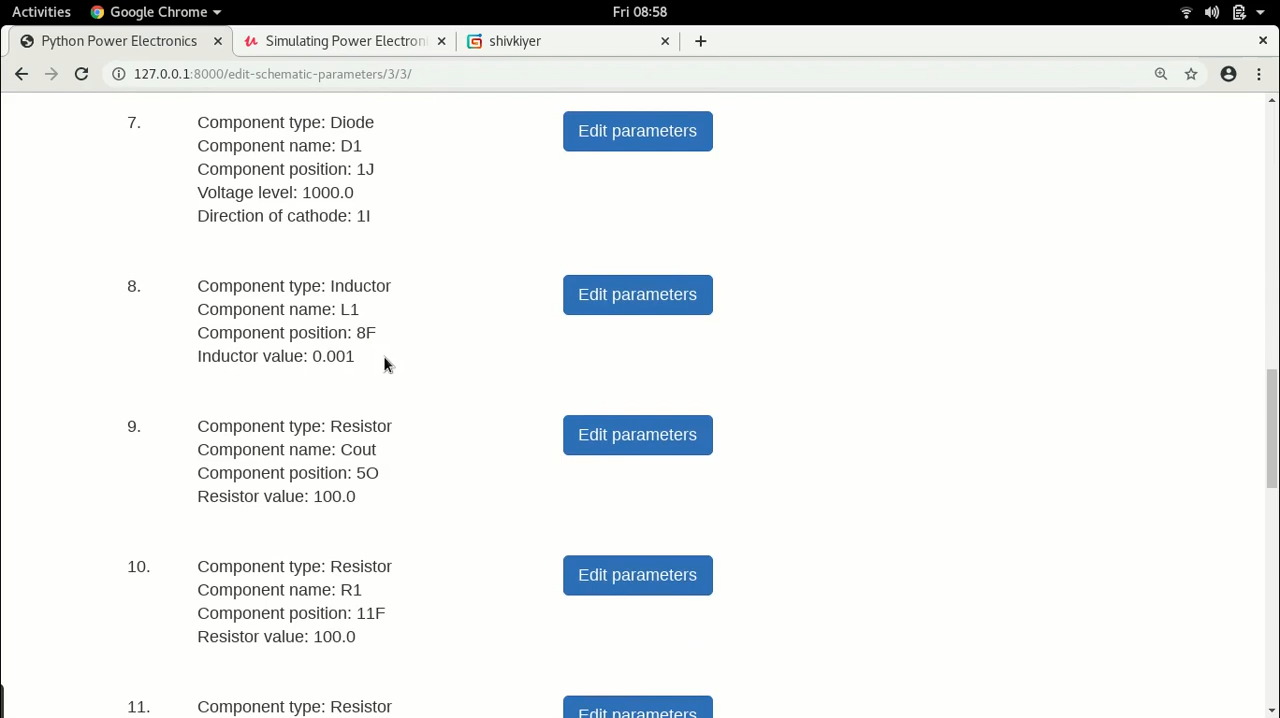 Activities
Google Chrome
Fri 08:58
Python Power Electronics
Simulating Power Electroni
shivkiyer
127.0.0.1:8000/edit-schematic-parameters/3/3/
7.
Component type: Diode
Edit parameters
Component name: D1
Component position: 1J
Voltage level: 1000.0
Direction of cathode: 1I
8.
Component type: Inductor
Edit parameters
Component name: L1
Component position: 8F
Inductor value: 0.001
9.
Component type: Resistor
Edit parameters
Component name: Cout
Component position: 5O
Resistor value: 100.0
10.
Component type: Resistor
Edit parameters
Component name: R1
Component position: 11F
Resistor value: 100.0
11.
Component type: Resistor
Edit parameters